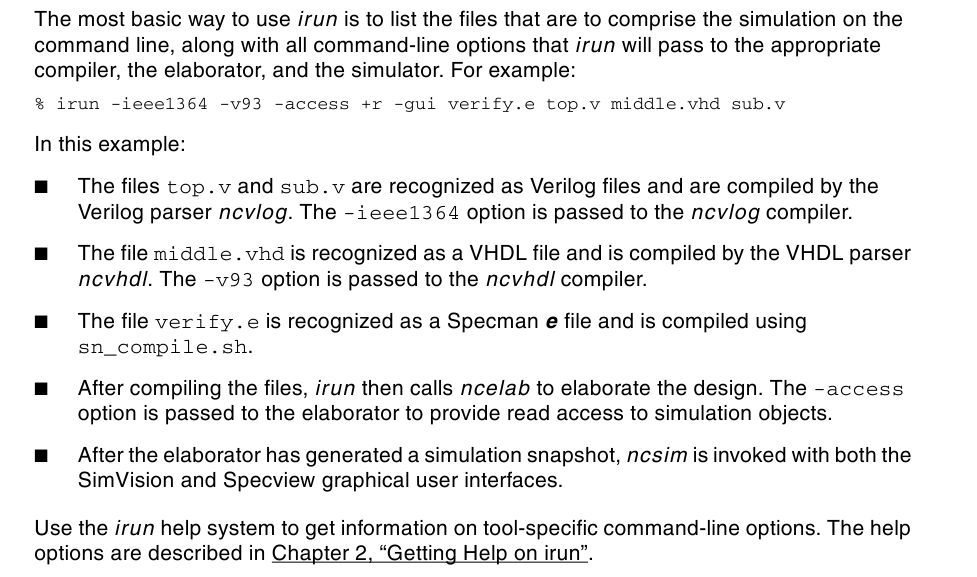 The most basic way to use irun is to list the files that are to comprise the simulation on the
command line, along with all command-line options that irun will pass to the appropriate
compiler, the elaborator, and the simulator. For example:
% irun -ieee1364 -v93 -access +r -gui verify.e top.v middle.vhd sub.v
In this example:
■ The files top.v and sub.v are recognized as Verilog files and are compiled by the
Verilog parser ncvlog. The -ieee1364 option is passed to the ncvlog compiler.
■ The file middle.vhd is recognized as a VHDL file and is compiled by the VHDL parser
ncvhdl. The -v93 option is passed to the ncvhdl compiler.
■ The file verify.e is recognized as a Specman e file and is compiled using
sn_compile.sh.
■ After compiling the files, irun then calls ncelab to elaborate the design. The -access
option is passed to the elaborator to provide read access to simulation objects.
■ After the elaborator has generated a simulation snapshot, ncsim is invoked with both the
SimVision and Specview graphical user interfaces.
Use the irun help system to get information on tool-specific command-line options. The help
options are described in Chapter 2, “Getting Help on irun”.